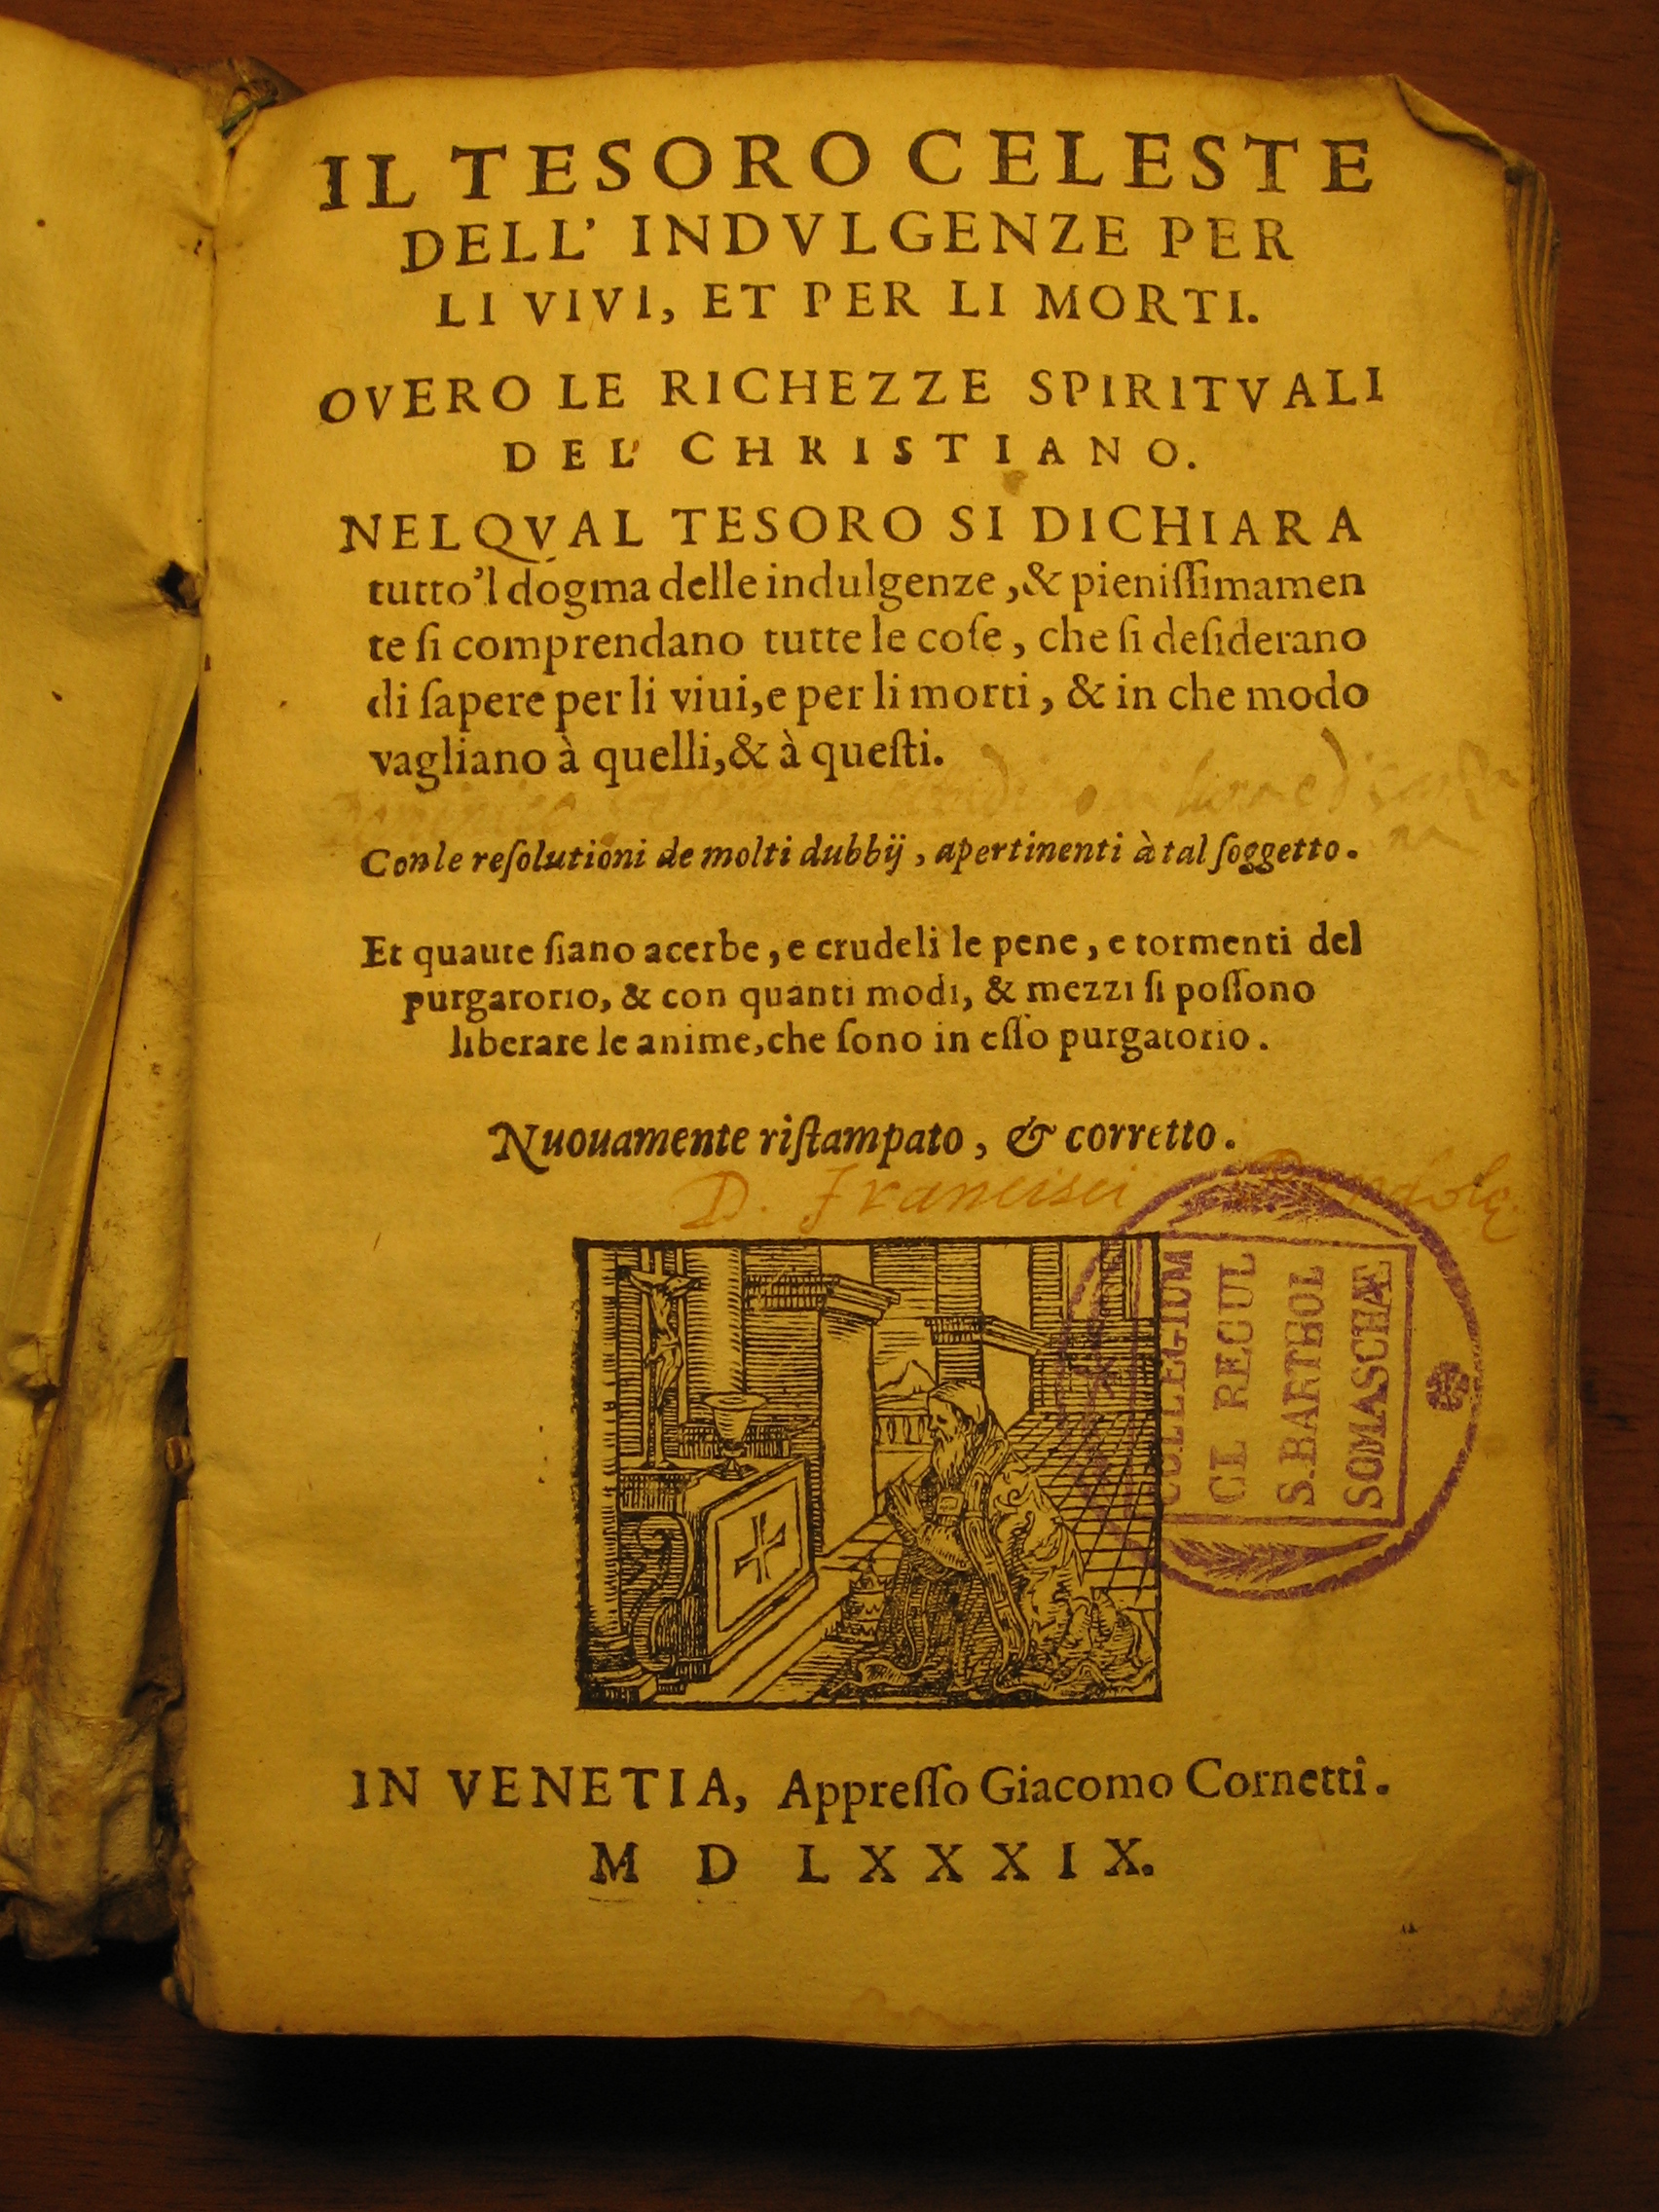 IL TESORO CELESTE
DELL' INDVLGENZE PER
LI VIVI, ET PER LI MORTI.
OVERO LE RICHEZZE SPIRITVALI
DEL' CHRISTIANO.
NELQVAL TESORO SI DICHIARA
tutto'l dogma delle indulgenze, & pieniſſimamen
te ſi comprendano tutte le coſe, che ſi deſiderano
di ſapere per li viui, e per li morti, & in che modo
vagliano à quelli, & à queſti.
Con le reſolutioni de molti dubbij, apertinenti à tal ſoggetto.
Et quaute ſiano acerbe, e crudeli le pene, e tormenti del
purgatorio, & con quanti modi, & mezzi ſi poſſono
liberare le anime, che ſono in eſſo purgatorio.
Nuouamente riſtampato, & corretto.
D. Francisci
COLLEGIUM
CL REGUL
S. BARTHOL
SOMASCHÆ
IN VENETIA, Appreſſo Giacomo Cornetti.
M D L X X X I X.